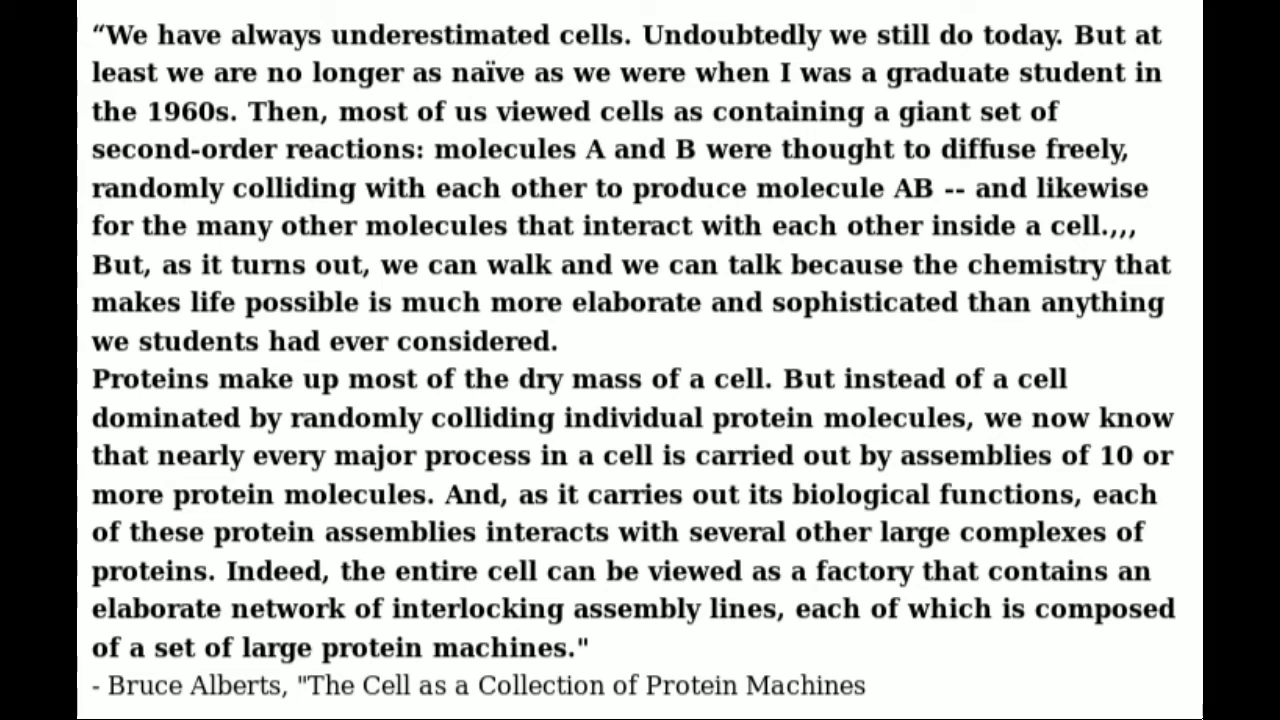 “We have always underestimated cells. Undoubtedly we still do today. But at
least we are no longer as naïve as we were when I was a graduate student in
the 1960s. Then, most of us viewed cells as containing a giant set of
second-order reactions: molecules A and B were thought to diffuse freely,
randomly colliding with each other to produce molecule AB -- and likewise
for the many other molecules that interact with each other inside a cell.,,,
But, as it turns out, we can walk and we can talk because the chemistry that
makes life possible is much more elaborate and sophisticated than anything
we students had ever considered.
Proteins make up most of the dry mass of a cell. But instead of a cell
dominated by randomly colliding individual protein molecules, we now know
that nearly every major process in a cell is carried out by assemblies of 10 or
more protein molecules. And, as it carries out its biological functions, each
of these protein assemblies interacts with several other large complexes of
proteins. Indeed, the entire cell can be viewed as a factory that contains an
elaborate network of interlocking assembly lines, each of which is composed
of a set of large protein machines."
- Bruce Alberts, "The Cell as a Collection of Protein Machines